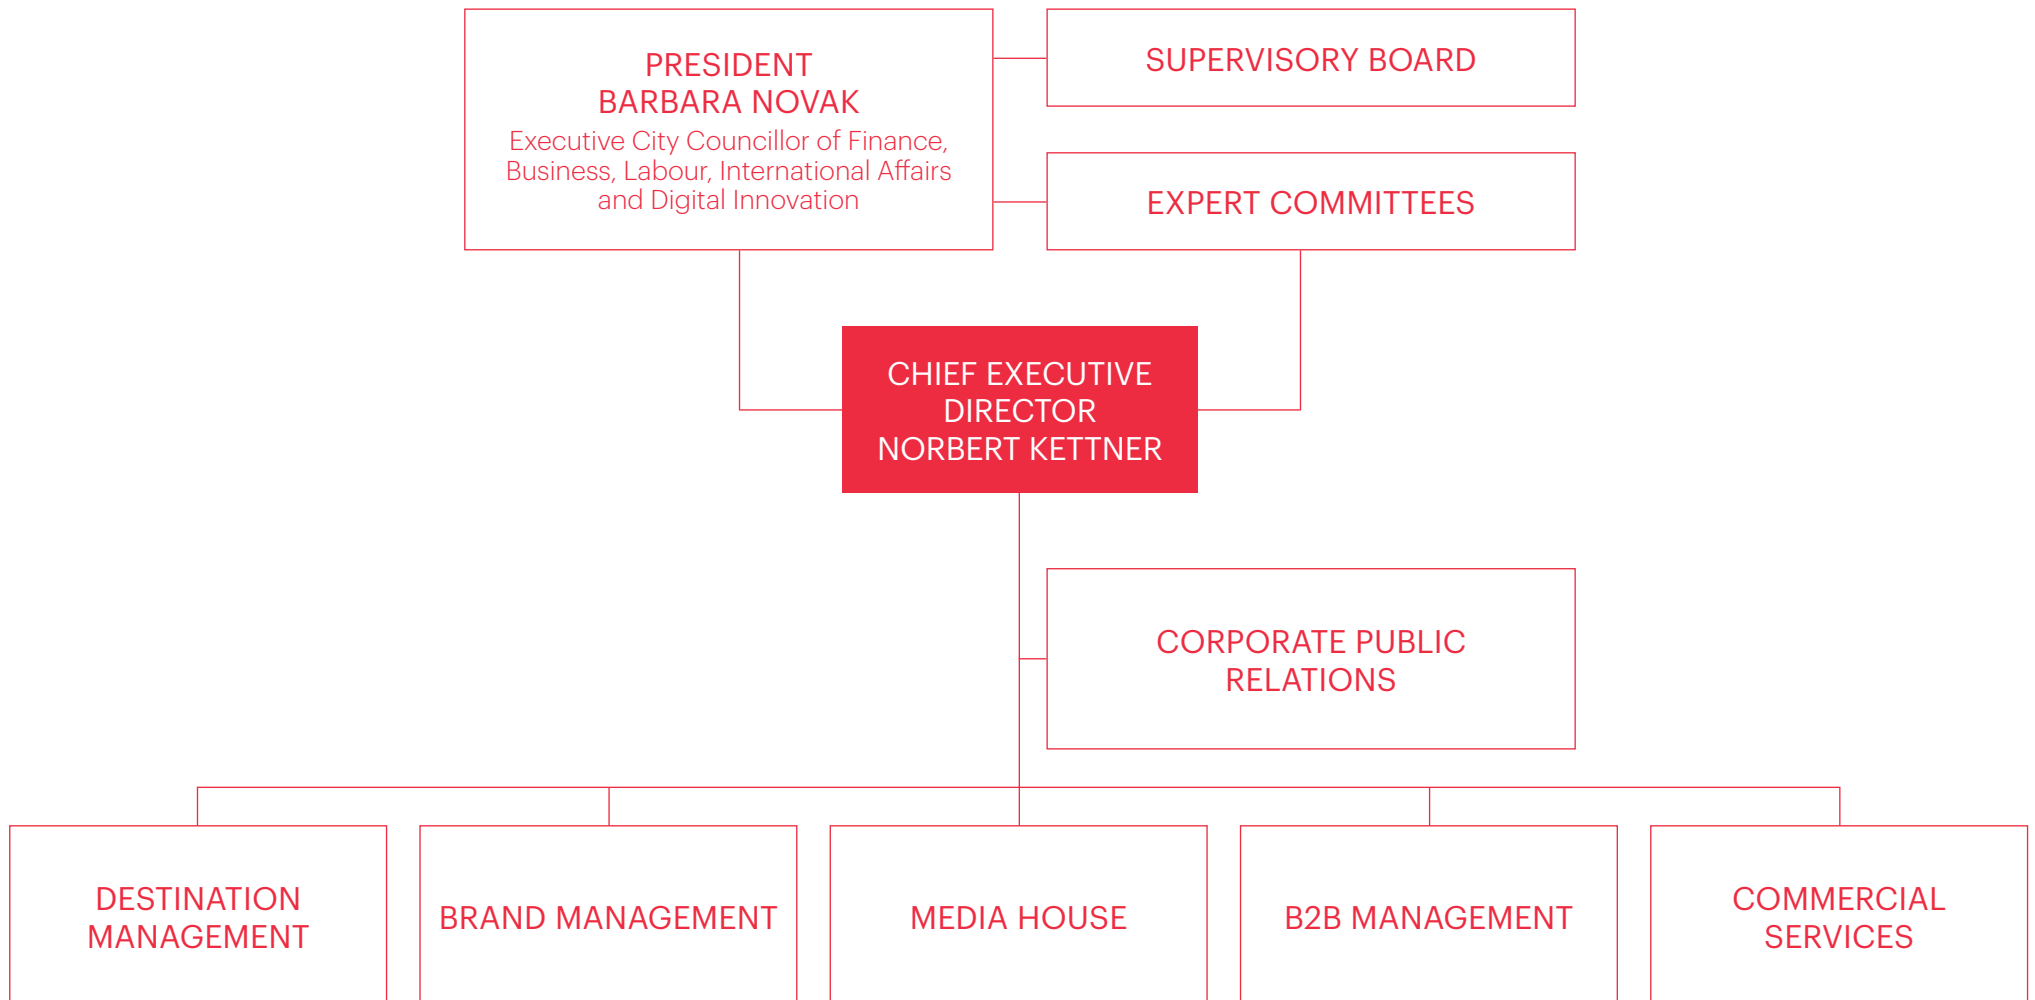 PRESIDENT
BARBARA NOVAK
Executive City Councillor of Finance,
Business, Labour, International Affairs
and Digital Innovation
SUPERVISORY BOARD
EXPERT COMMITTEES
CHIEF EXECUTIVE
DIRECTOR
NORBERT KETTNER
CORPORATE PUBLIC
RELATIONS
DESTINATION
MANAGEMENT
BRAND MANAGEMENT
MEDIA HOUSE
B2B MANAGEMENT
COMMERCIAL
SERVICES